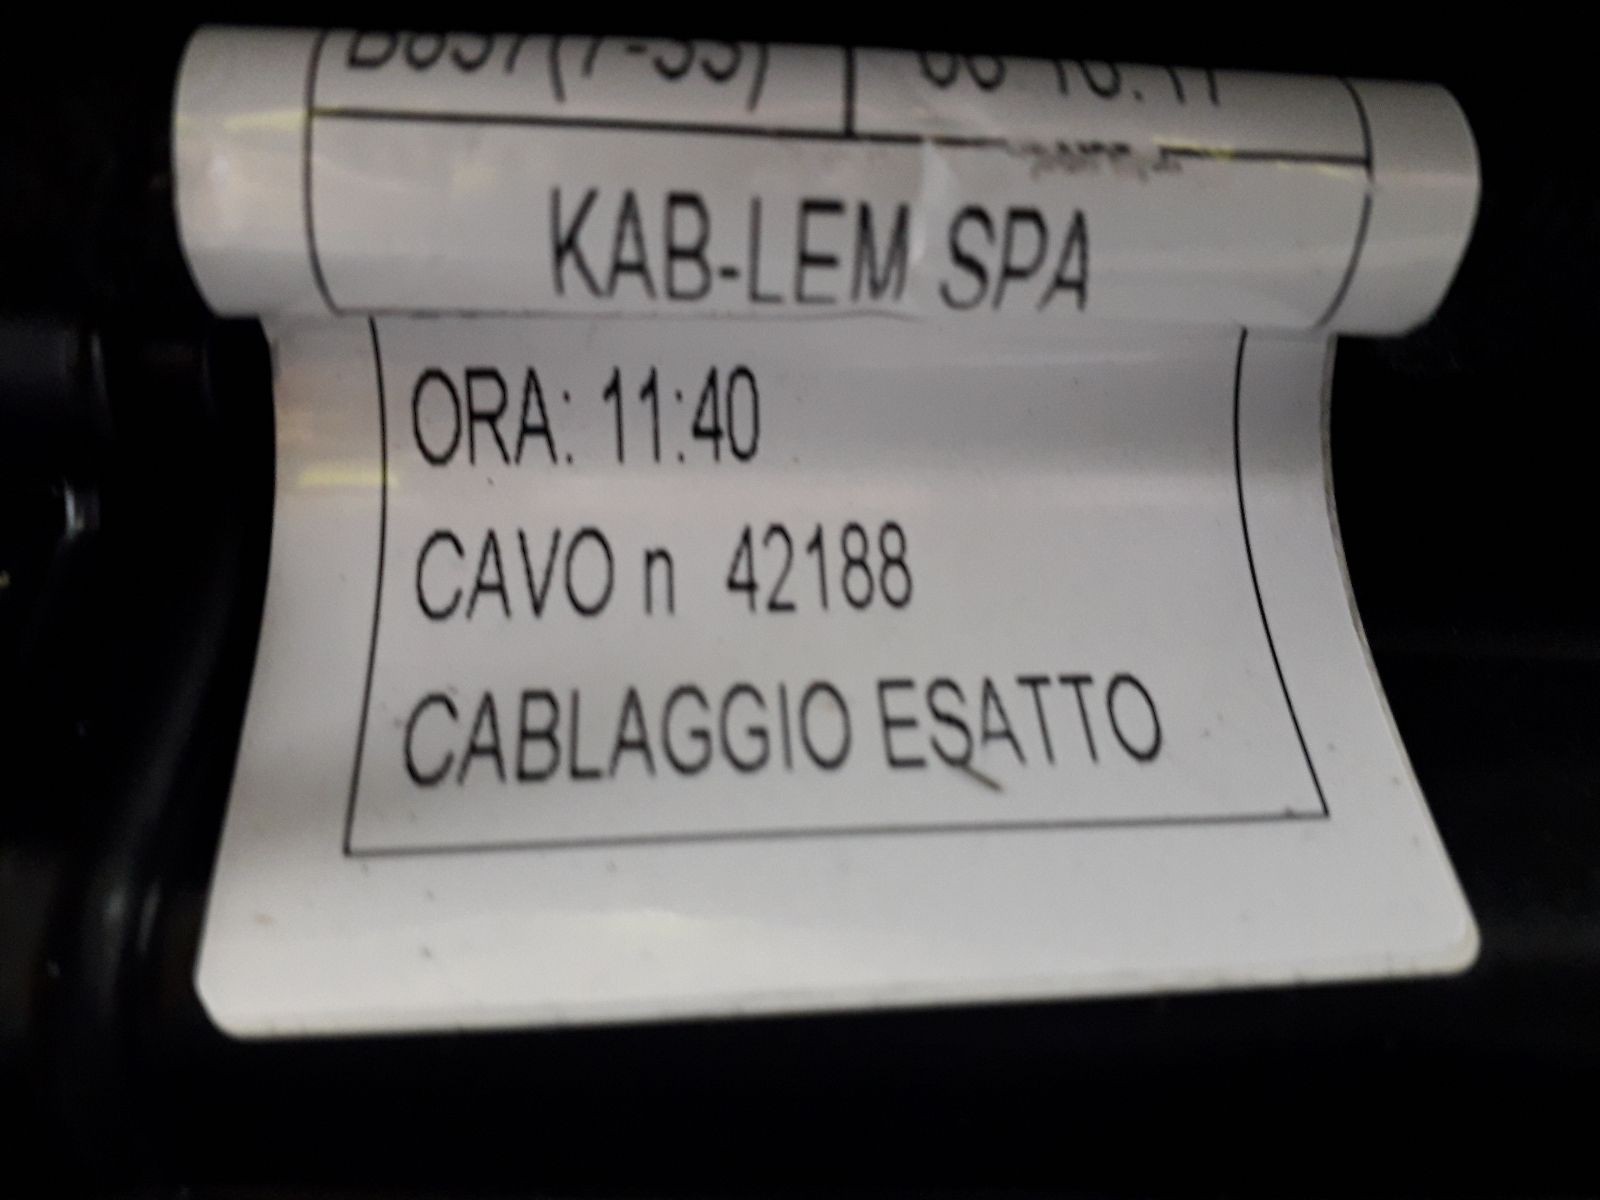 KAB-LEM SPA
ORA: 11:40
CAVO n 42188
CABLAGGIO ESATTO